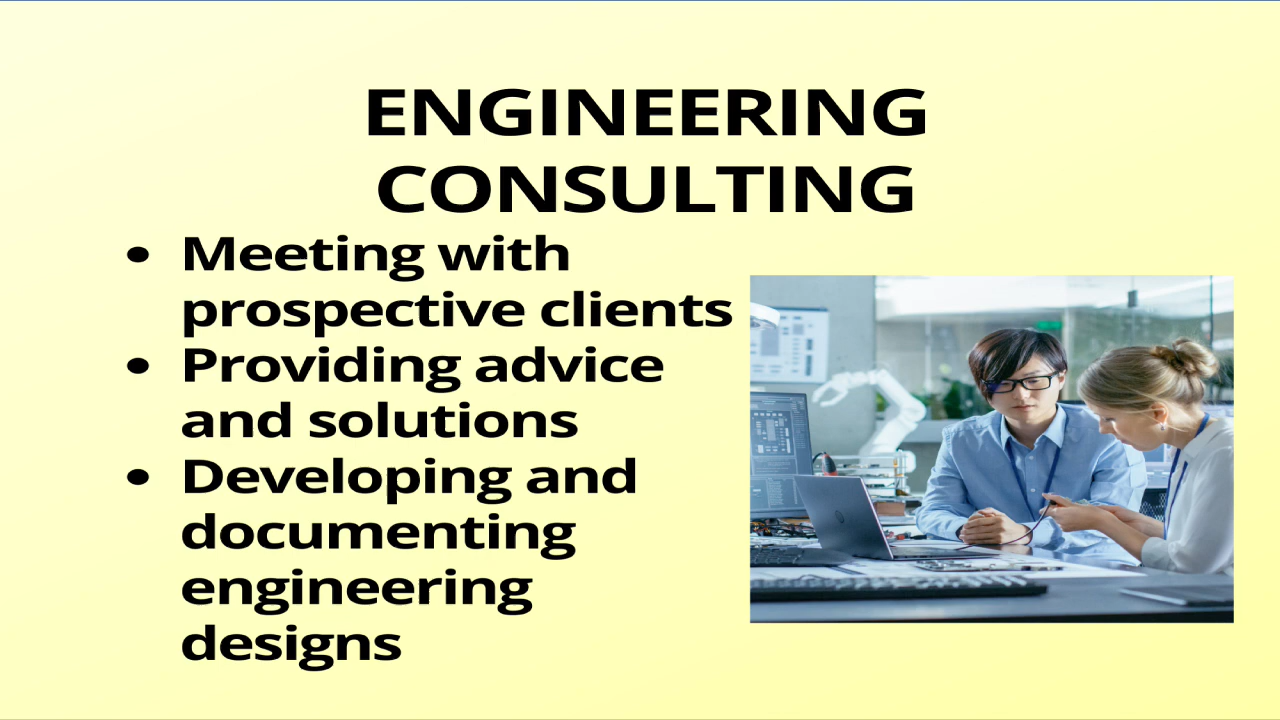 ENGINEERING
CONSULTING
• Meeting with
prospective clients
• Providing advice
and solutions
• Developing and
documenting
engineering
designs